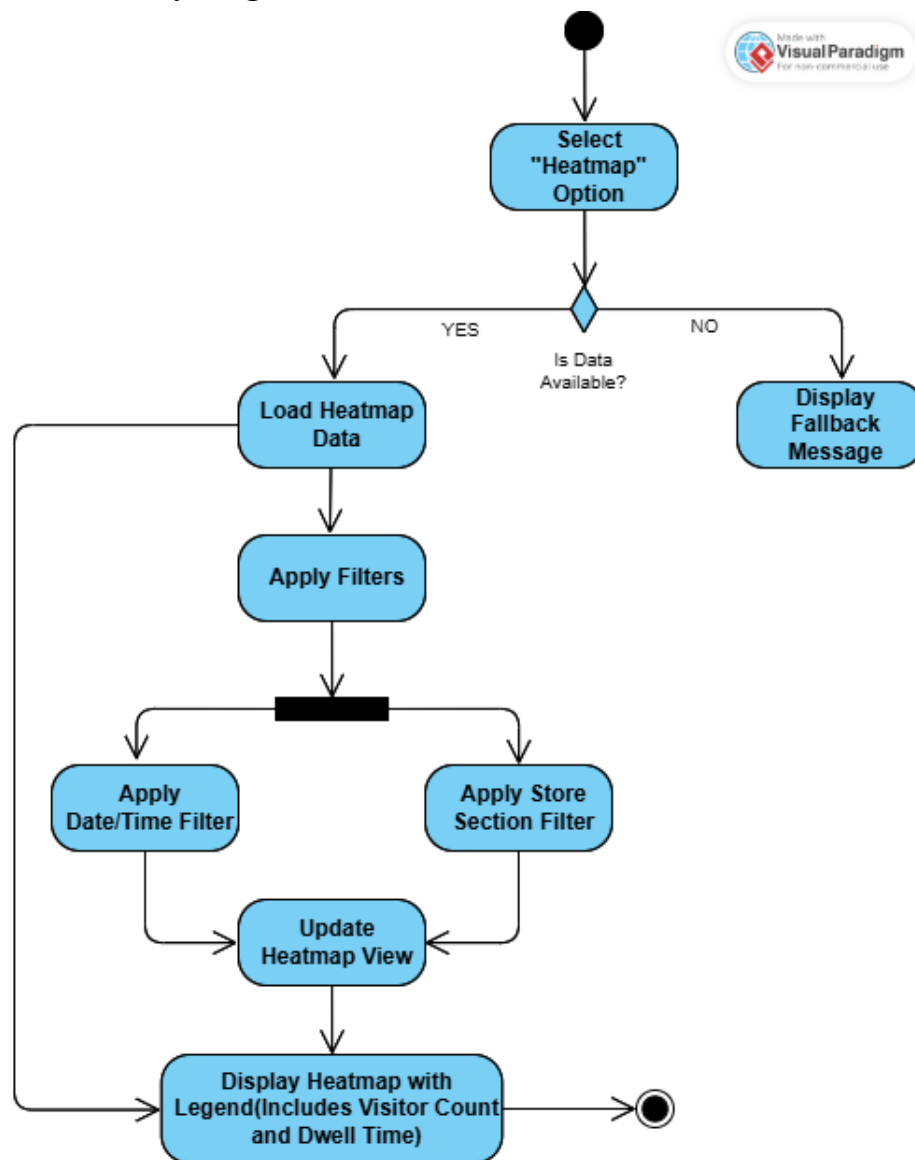 Made with
Visual Paradigm
For non-commercial use
Select
"Heatmap"
Option
YES
NO
Is Data
Available?
Load Heatmap
Data
Display
Fallback
Message
Apply Filters
Apply
Date/Time Filter
Apply Store
Section Filter
Update
Heatmap View
Display Heatmap with
Legend(Includes Visitor Count
and Dwell Time)